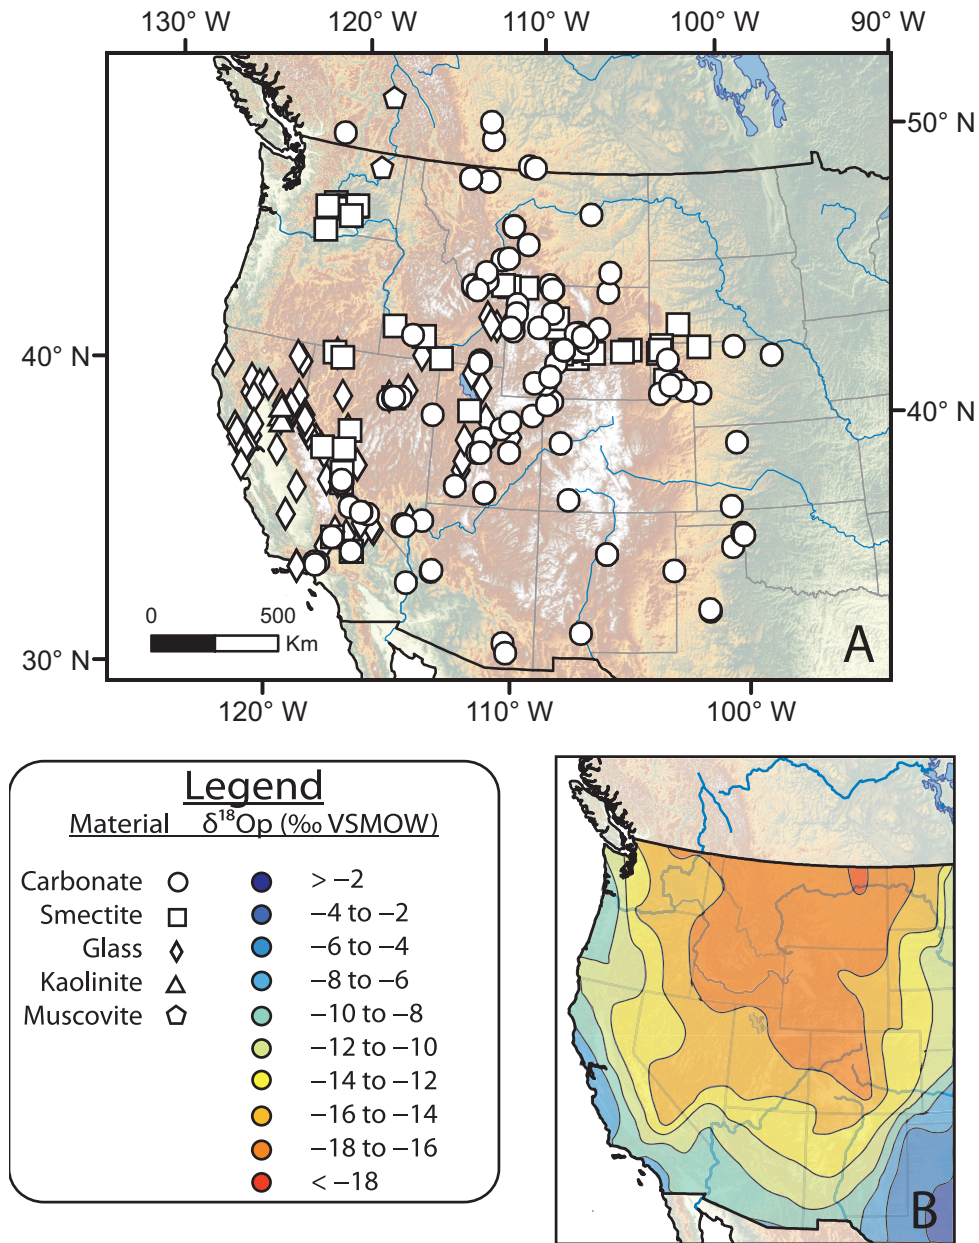 130° W 120° W 110° W 100° W 90° W
50° N
40° N
40° N
0 500
Km
A
30° N
120° W 110° W 100° W
Legend
Material δ¹⁸Op (‰ VSMOW)
Carbonate > −2
Smectite −4 to −2
Glass −6 to −4
Kaolinite −8 to −6
Muscovite −10 to −8
−12 to −10
−14 to −12
−16 to −14
−18 to −16
< −18
B